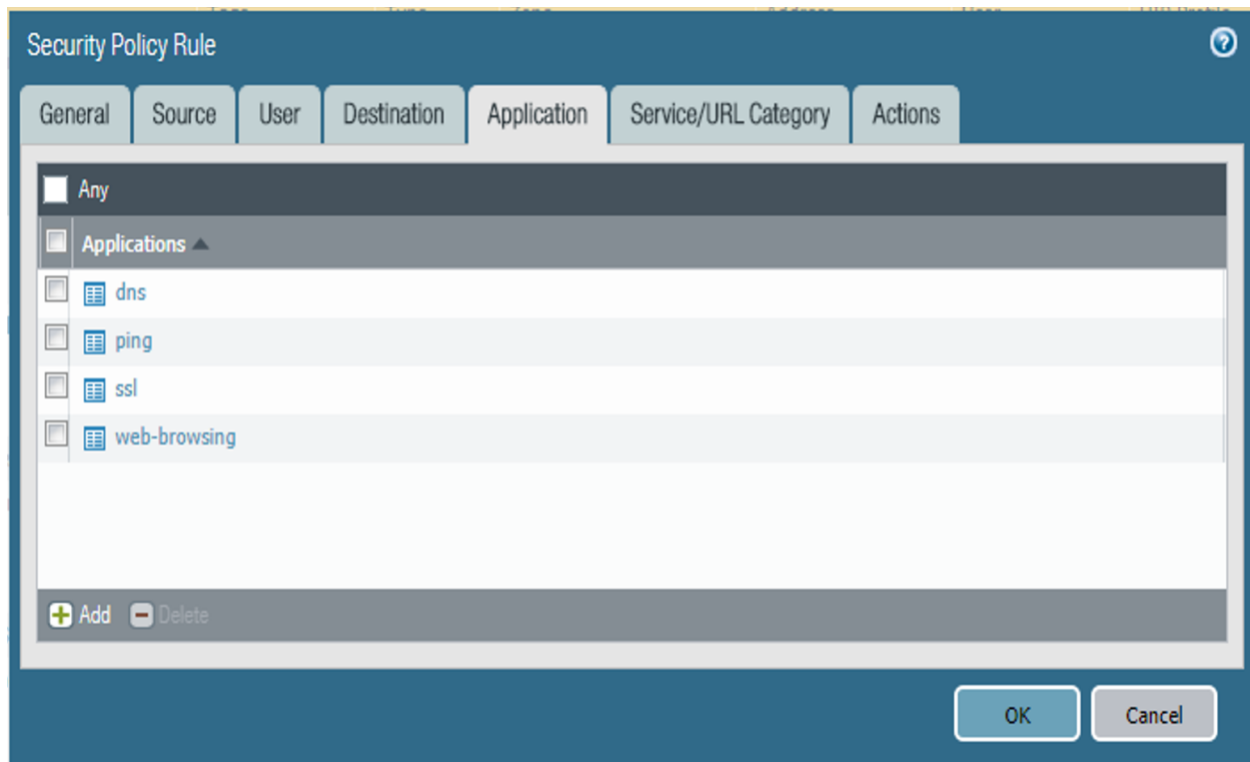 Security Policy Rule
General Source User Destination Application Service/URL Category Actions
Any
Applications
dns
ping
ssl
web-browsing
Add Delete
OK Cancel